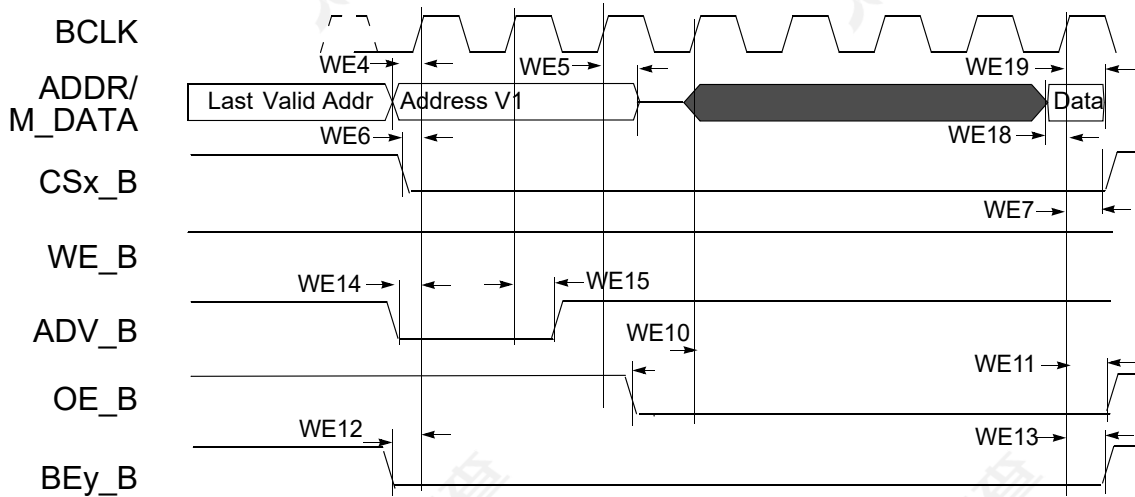 BCLK
WE4
WE5
WE19
ADDR/
M_DATA
Last Valid Addr
Address V1
Data
WE6
WE18
CSx_B
WE7
WE_B
WE14
WE15
ADV_B
WE10
WE11
OE_B
WE12
WE13
BEy_B